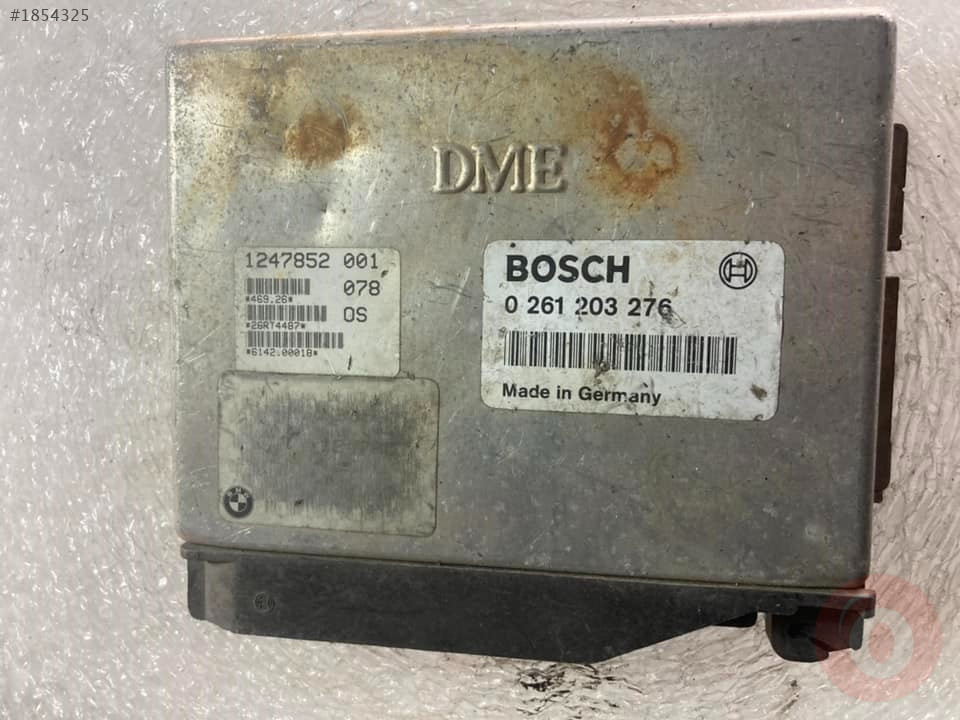 #1854325
DME
1247852 001
078
*469.26*
OS
*26RT4487*
*6142.00018*
BOSCH
0 261 203 276
Made in Germany
BMW